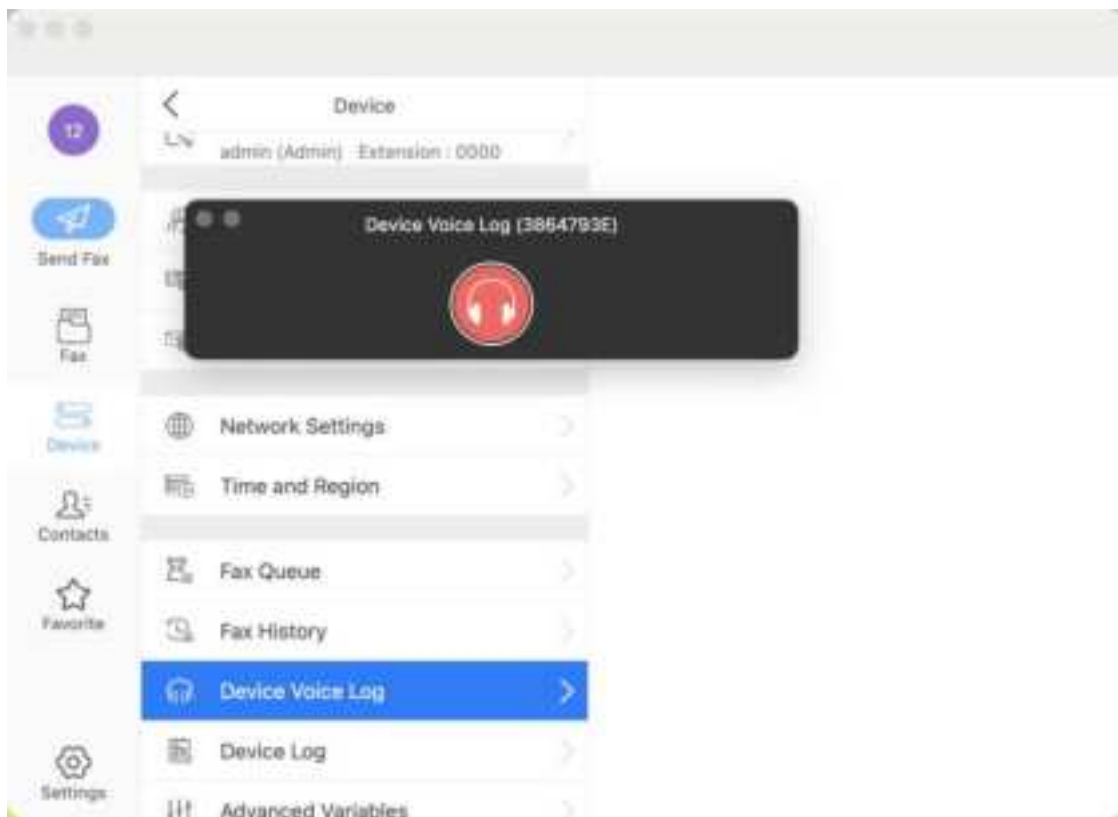 12
Send Fax
Fax
Device
Contacts
Favorite
Settings
Device
admin (Admin) Extension : 0000
Device Voice Log (3864793E)
Network Settings
Time and Region
Fax Queue
Fax History
Device Voice Log
Device Log
Advanced Variables